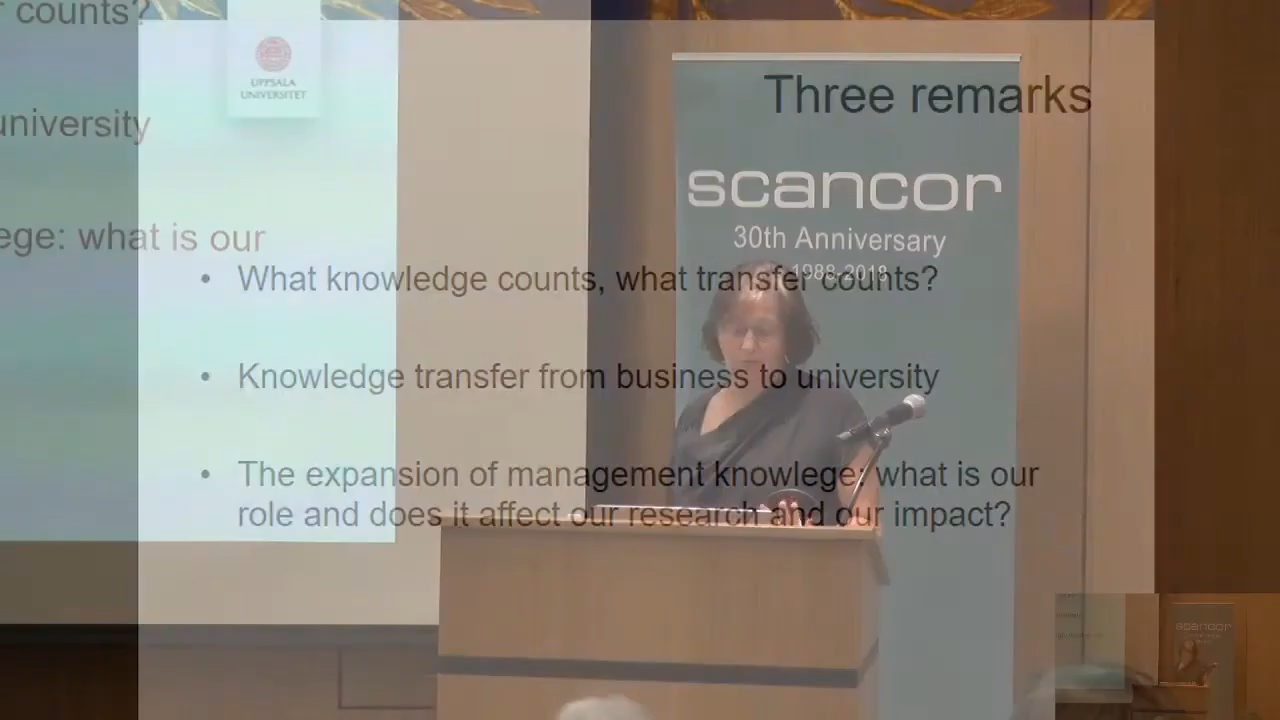 counts?
university
ege: what is our
UPPSALA
UNIVERSITET
Three remarks
scancor
30th Anniversary
1988-2018
• What knowledge counts, what transfer counts?
• Knowledge transfer from business to university
• The expansion of management knowlege: what is our
role and does it affect our research and our impact?
scancor